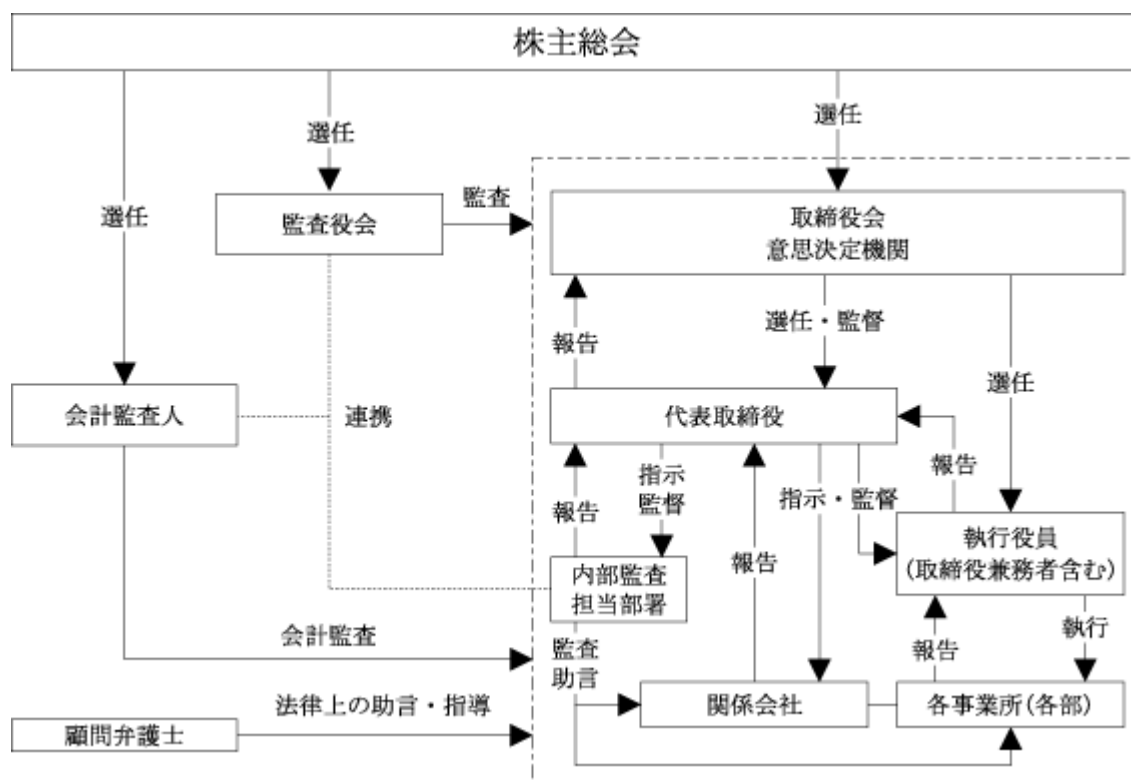 株主総会
選任
選任
選任
監査役会
監査
取締役会
意思決定機関
報告
選任・監督
選任
会計監査人
連携
代表取締役
報告
指示
監督
報告
指示・監督
報告
内部監査
担当部署
執行役員
(取締役兼務者含む)
会計監査
監査
助言
報告
執行
関係会社
各事業所(各部)
顧問弁護士
法律上の助言・指導